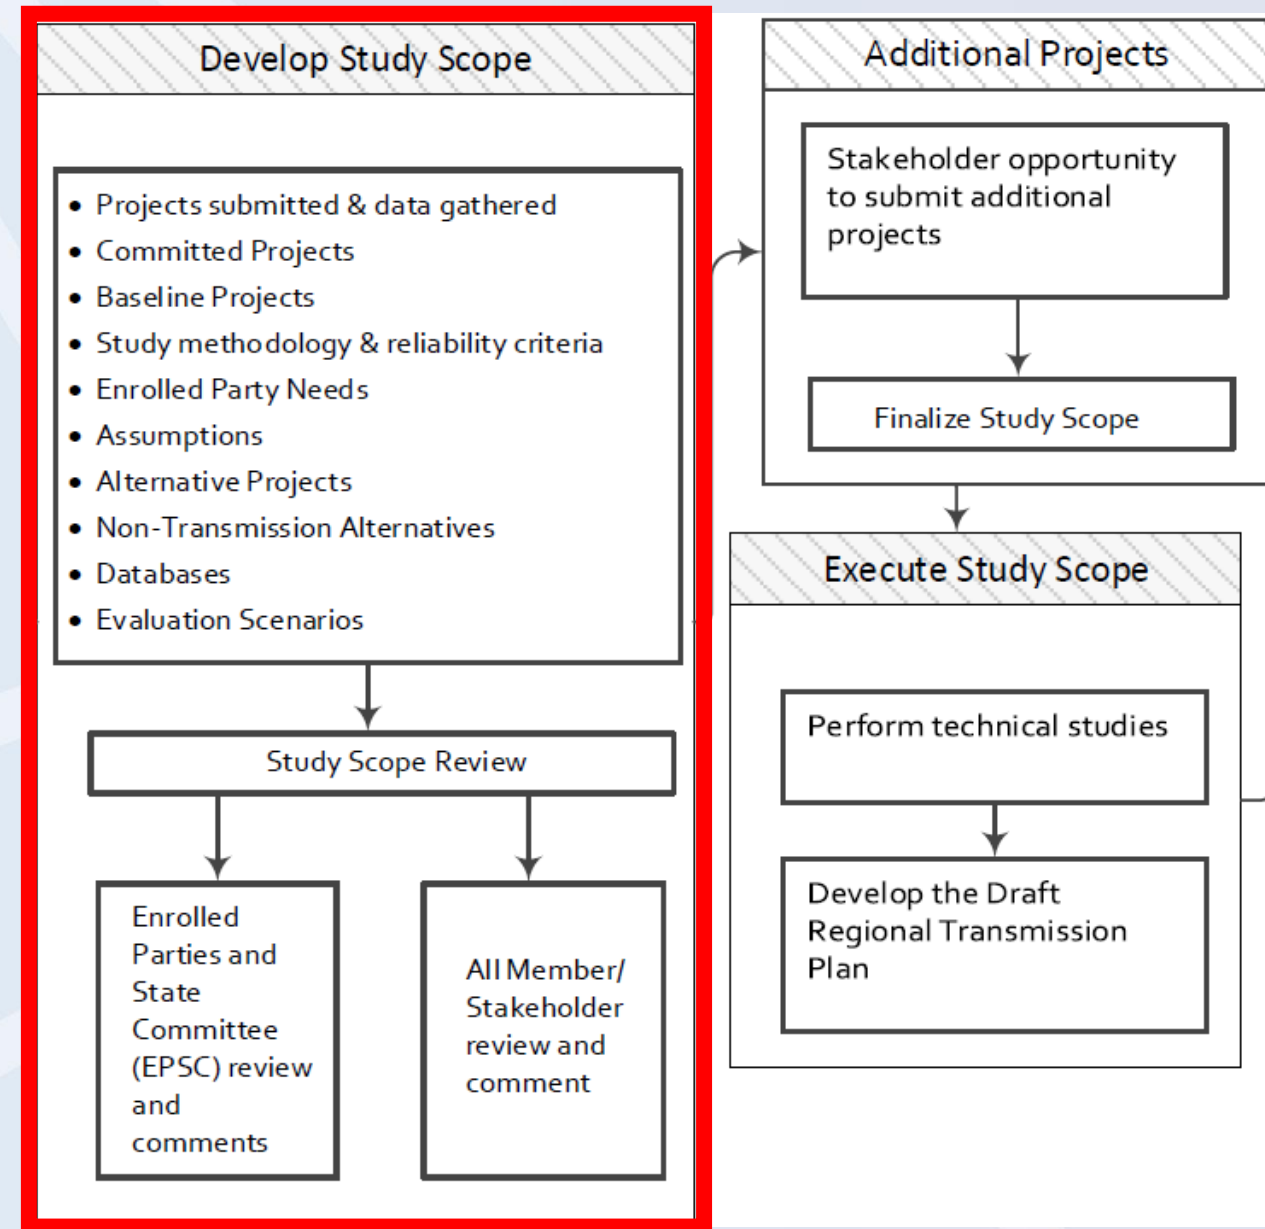 Develop Study Scope
• Projects submitted & data gathered
• Committed Projects
• Baseline Projects
• Study methodology & reliability criteria
• Enrolled Party Needs
• Assumptions
• Alternative Projects
• Non-Transmission Alternatives
• Databases
• Evaluation Scenarios
Study Scope Review
Enrolled
Parties and
State
Committee
(EPSC) review
and
comments
All Member/
Stakeholder
review and
comment
Additional Projects
Stakeholder opportunity
to submit additional
projects
Finalize Study Scope
Execute Study Scope
Perform technical studies
Develop the Draft
Regional Transmission
Plan